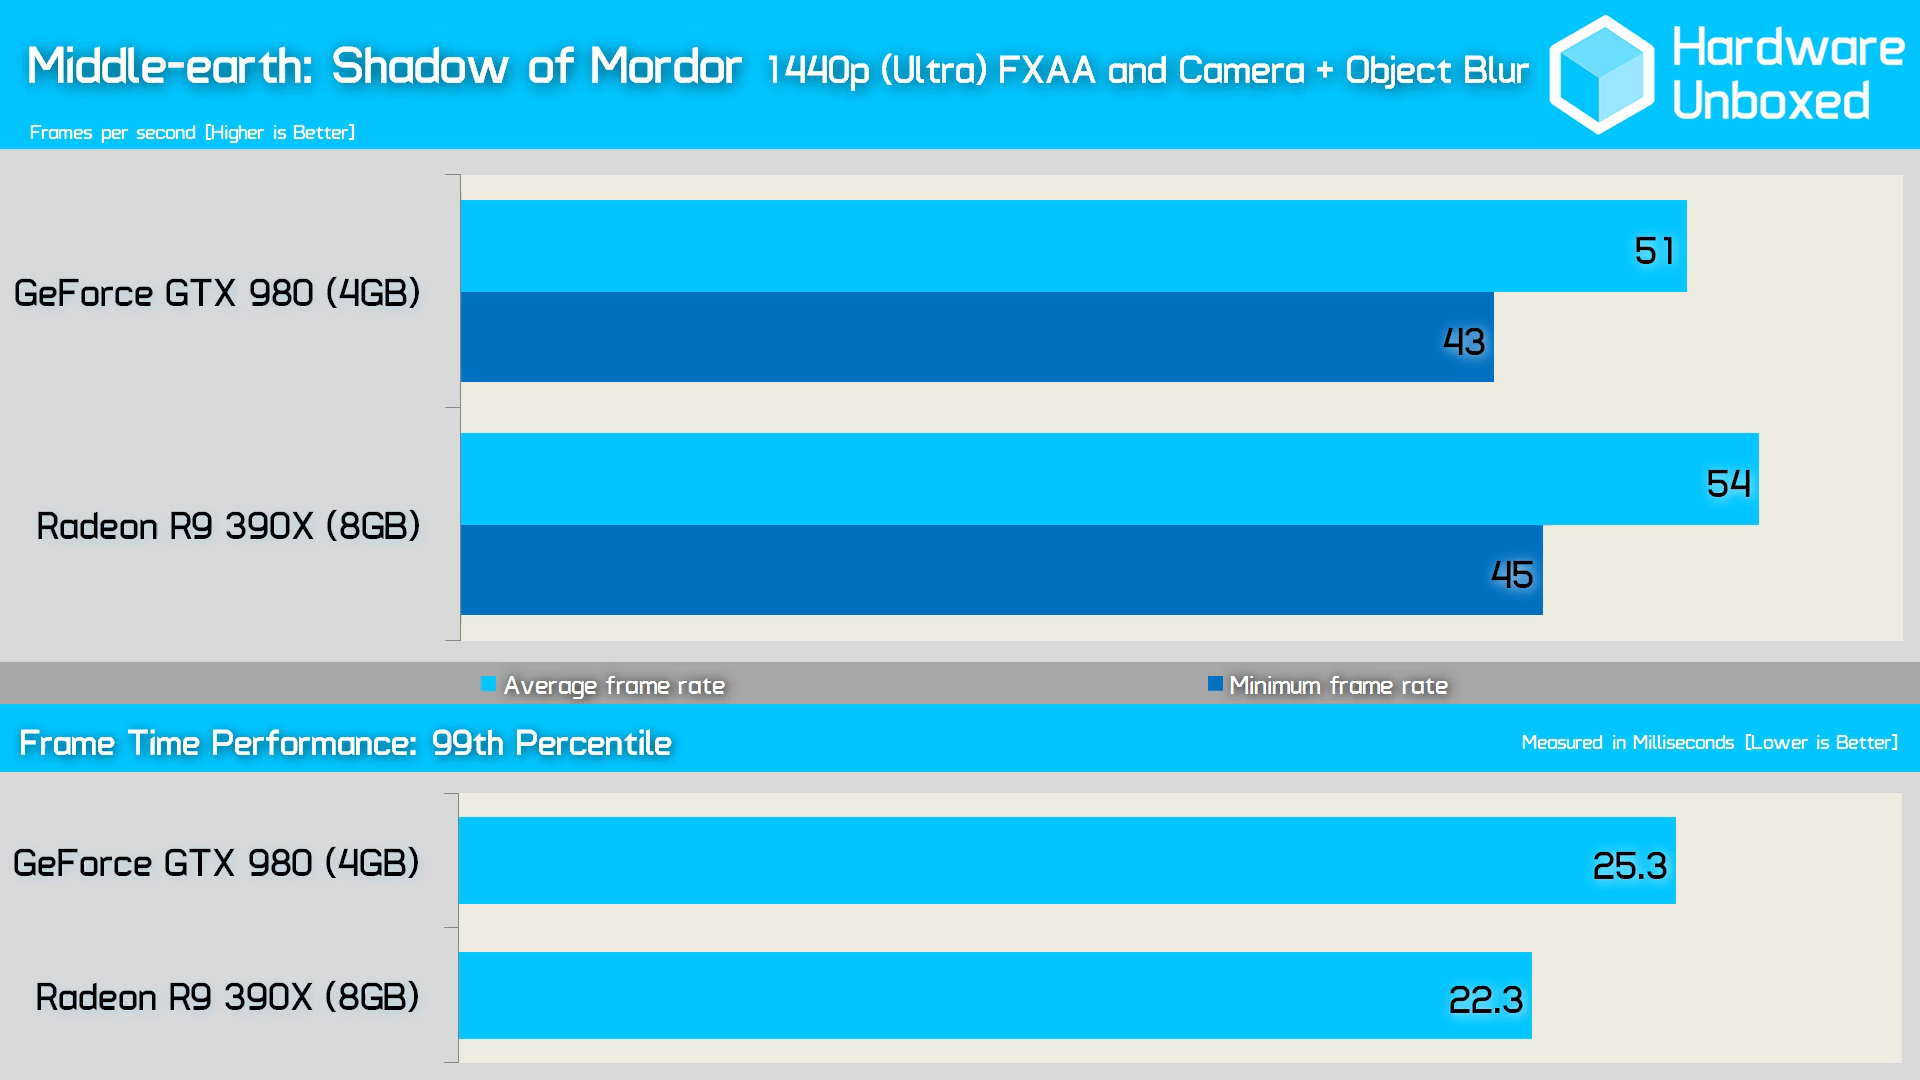 Middle-earth: Shadow of Mordor 1440p (Ultra) FXAA and Camera + Object Blur
Hardware
Unboxed
Frames per second [Higher is Better]
GeForce GTX 980 (4GB)
51
43
Radeon R9 390X (8GB)
54
45
Average frame rate
Minimum frame rate
Frame Time Performance: 99th Percentile
Measured in Milliseconds [Lower is Better]
GeForce GTX 980 (4GB)
25.3
Radeon R9 390X (8GB)
22.3